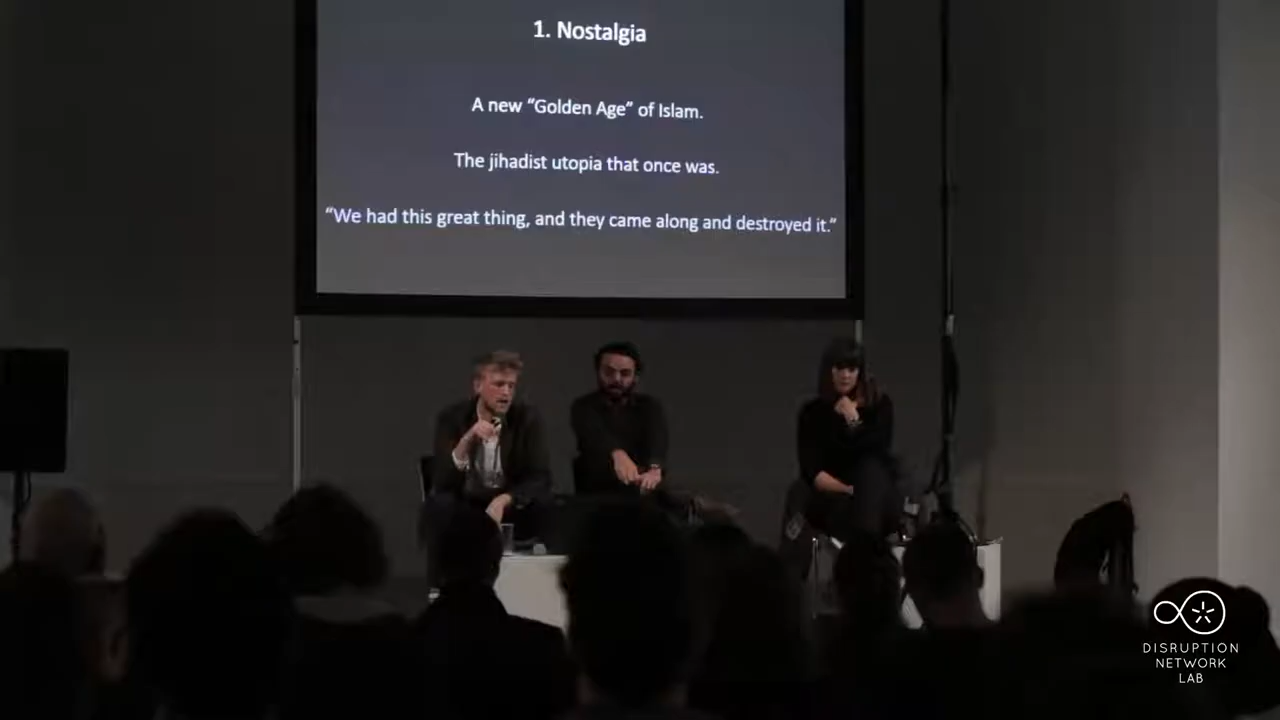 1. Nostalgia
A new “Golden Age” of Islam.
The jihadist utopia that once was.
“We had this great thing, and they came along and destroyed it.”
DISRUPTION
NETWORK
LAB